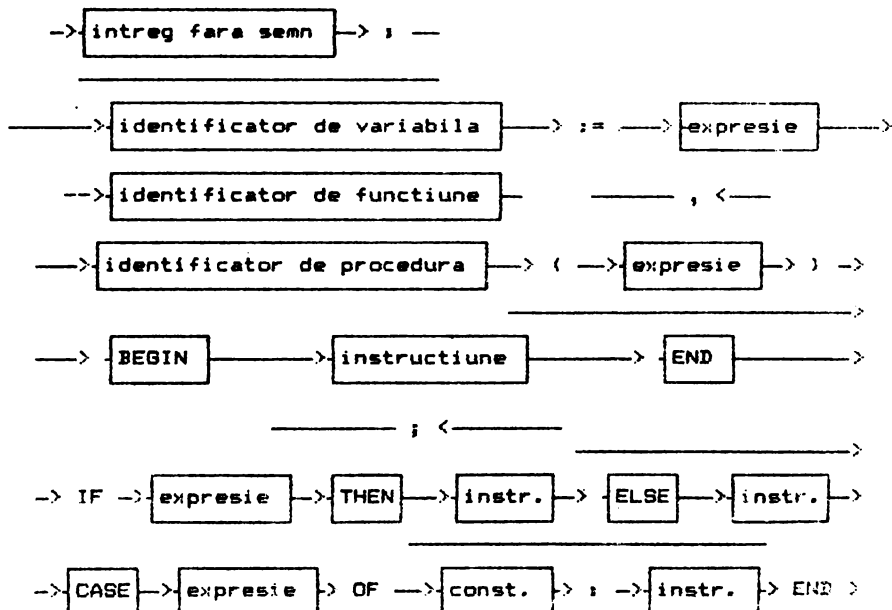 -> intreg fara semn -> :
-> identificator de variabila -> := -> expresie ->
--> identificator de functiune , <
-> identificator de procedura -> ( -> expresie -> ) ->
->
-> BEGIN -> instructiune -> END ->
; <
->
-> IF -> expresie -> THEN -> instr. -> ELSE -> instr. ->
-> CASE -> expresie -> OF -> const. -> : -> instr. -> END >